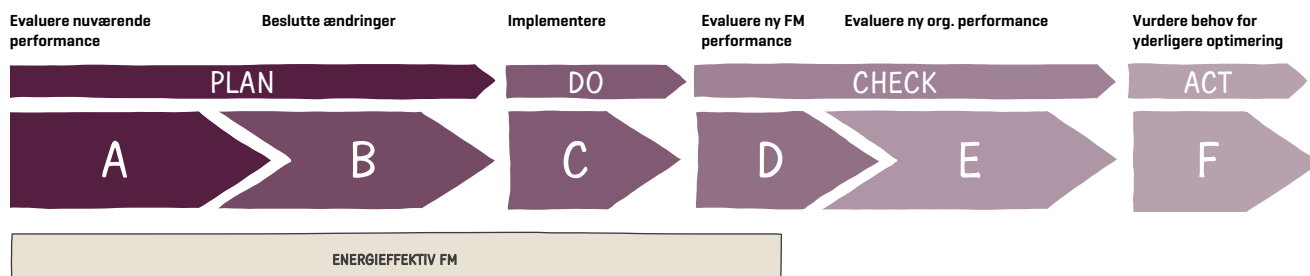 Evaluere nuværende
performance
Beslutte ændringer
Implementere
Evaluere ny FM
performance
Evaluere ny org. performance
Vurdere behov for
yderligere optimering
PLAN
DO
CHECK
ACT
A
B
C
D
E
F
ENERGIEFFEKTIV FM